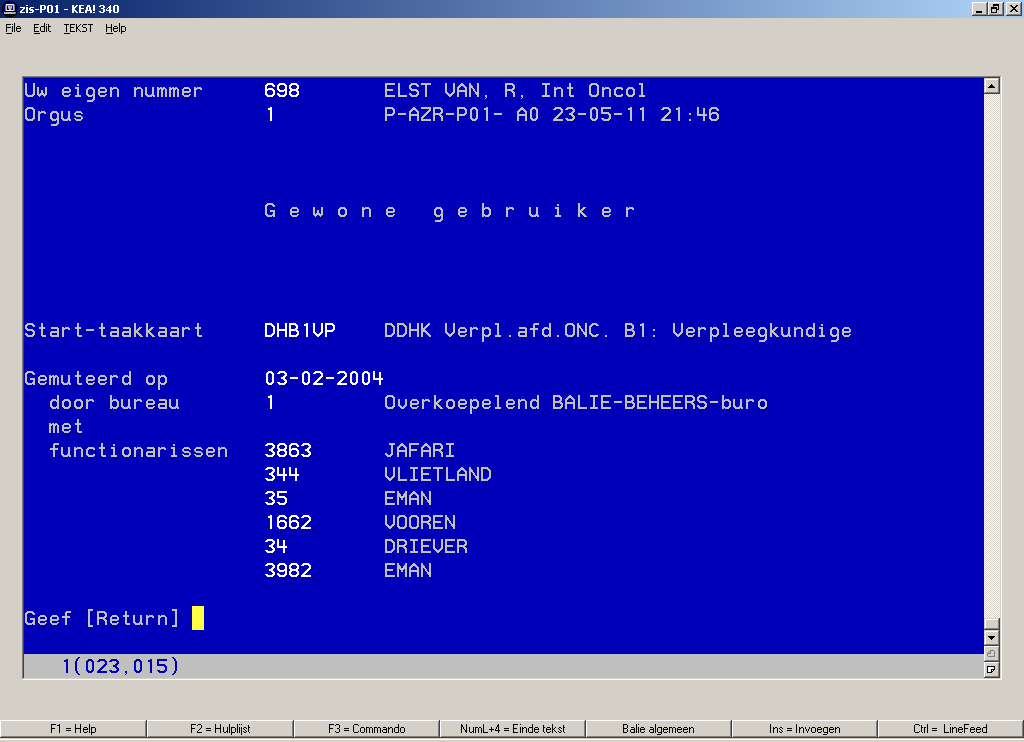 zis-P01 - KEA! 340
File Edit TEKST Help
Uw eigen nummer 698 ELST VAN, R, Int Oncol
Orgus 1 P-AZR-P01- A0 23-05-11 21:46
G e w o n e g e b r u i k e r
Start-taakkaart DHB1VP DDHK Verpl.afd.ONC. B1: Verpleegkundige
Gemuteerd op 03-02-2004
door bureau 1 Overkoepelend BALIE-BEHEERS-buro
met
functionarissen 3863 JAFARI
344 VLIETLAND
35 EMAN
1662 VOOREN
34 DRIEVER
3982 EMAN
Geef [Return]
1(023,015)
F1 = Help F2 = Hulplijst F3 = Commando NumL+4 = Einde tekst Balie algemeen Ins = Invoegen Ctrl = LineFeed